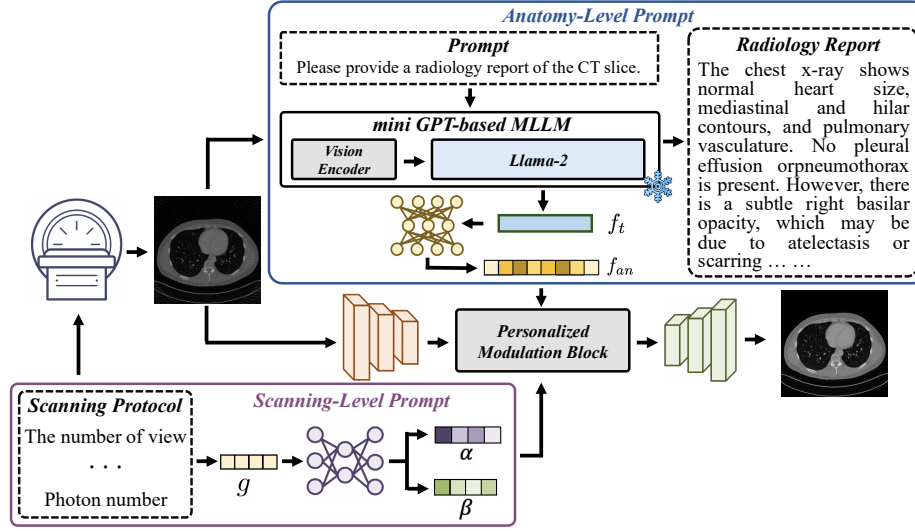 Anatomy-Level Prompt
Prompt
Please provide a radiology report of the CT slice.
mini GPT-based MLLM
Vision
Encoder
Llama-2
f_t
f_an
Radiology Report
The chest x-ray shows
normal heart size,
mediastinal and hilar
contours, and pulmonary
vasculature. No pleural
effusion orpneumothorax
is present. However, there
is a subtle right basilar
opacity, which may be
due to atelectasis or
scarring … …
Personalized
Modulation Block
Scanning-Level Prompt
Scanning Protocol
The number of view
. . .
Photon number
g
α
β